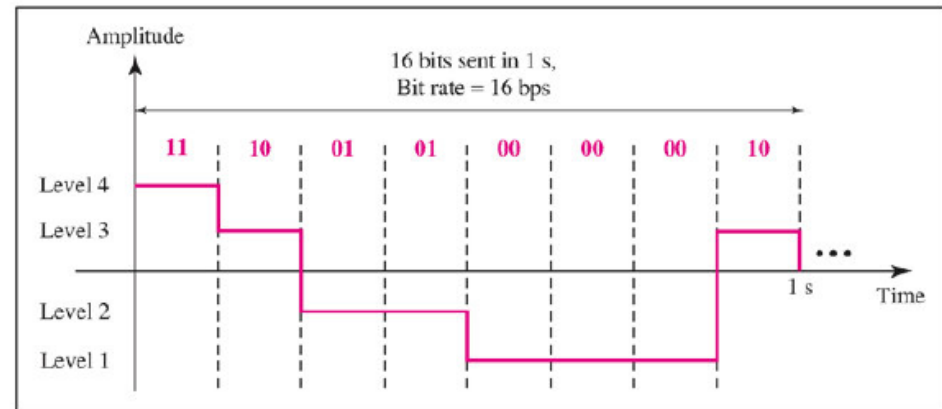 Amplitude
16 bits sent in 1 s,
Bit rate = 16 bps
11 10 01 01 00 00 00 10
Level 4
Level 3
•••
1 s
Time
Level 2
Level 1